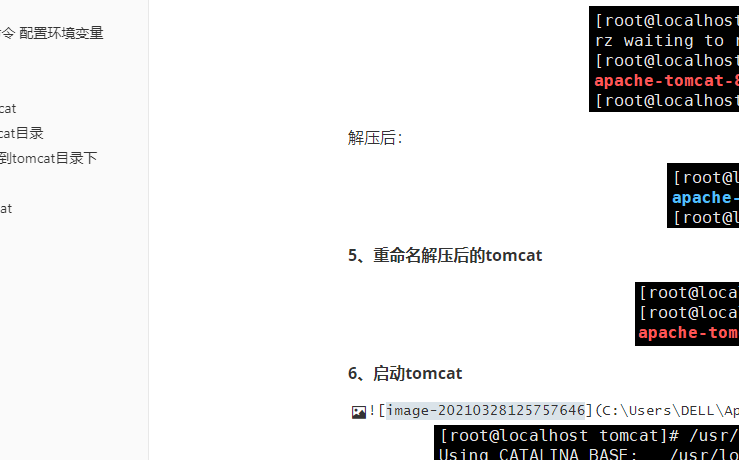 令 配置环境变量
cat
cat目录
到tomcat目录下
at
[root@localhost
rz waiting to r
[root@localhost
apache-tomcat-8
[root@localhost
解压后：
[root@l
apache-
[root@l
5、重命名解压后的tomcat
[root@loca
[root@loca
apache-tom
6、启动tomcat
![image-20210328125757646](C:\Users\DELL\Ap
[root@localhost tomcat]# /usr/
Using CATALINA_BASE: /usr/lo